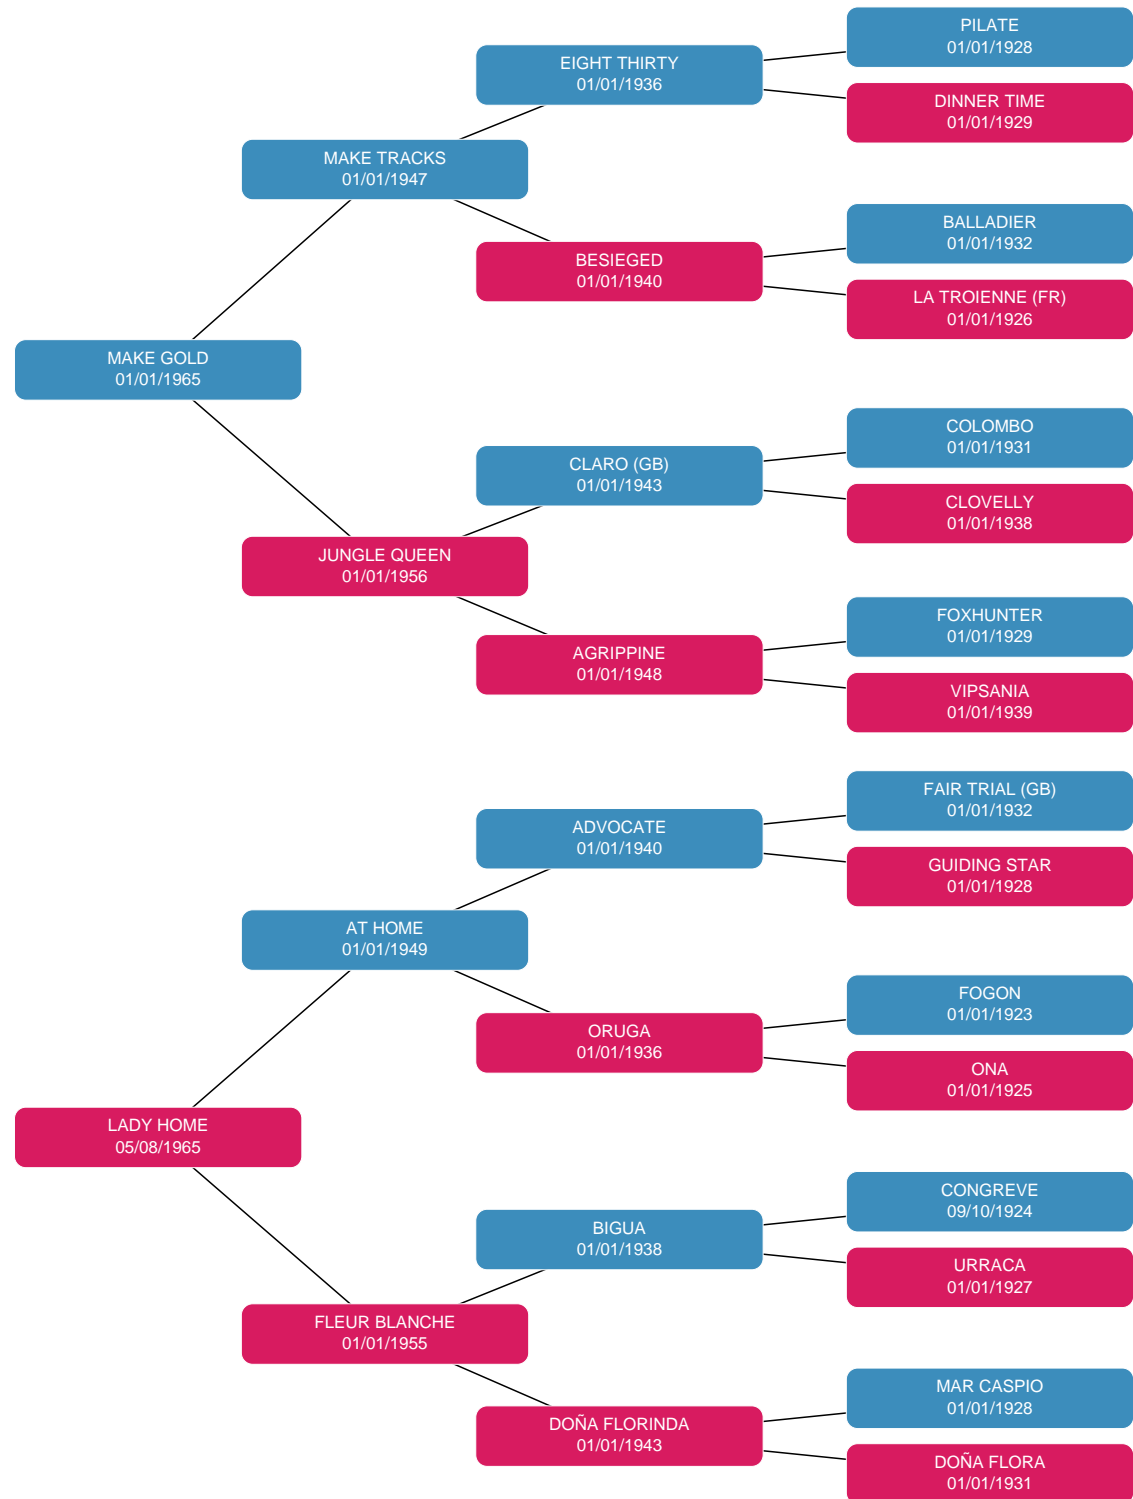 PILATE
01/01/1928
EIGHT THIRTY
01/01/1936
DINNER TIME
01/01/1929
MAKE TRACKS
01/01/1947
BALLADIER
01/01/1932
BESIEGED
01/01/1940
LA TROIENNE (FR)
01/01/1926
MAKE GOLD
01/01/1965
COLOMBO
01/01/1931
CLARO (GB)
01/01/1943
CLOVELLY
01/01/1938
JUNGLE QUEEN
01/01/1956
FOXHUNTER
01/01/1929
AGRIPPINE
01/01/1948
VIPSANIA
01/01/1939
FAIR TRIAL (GB)
01/01/1932
ADVOCATE
01/01/1940
GUIDING STAR
01/01/1928
AT HOME
01/01/1949
FOGON
01/01/1923
ORUGA
01/01/1936
ONA
01/01/1925
LADY HOME
05/08/1965
CONGREVE
09/10/1924
BIGUA
01/01/1938
URRACA
01/01/1927
FLEUR BLANCHE
01/01/1955
MAR CASPIO
01/01/1928
DOÑA FLORINDA
01/01/1943
DOÑA FLORA
01/01/1931